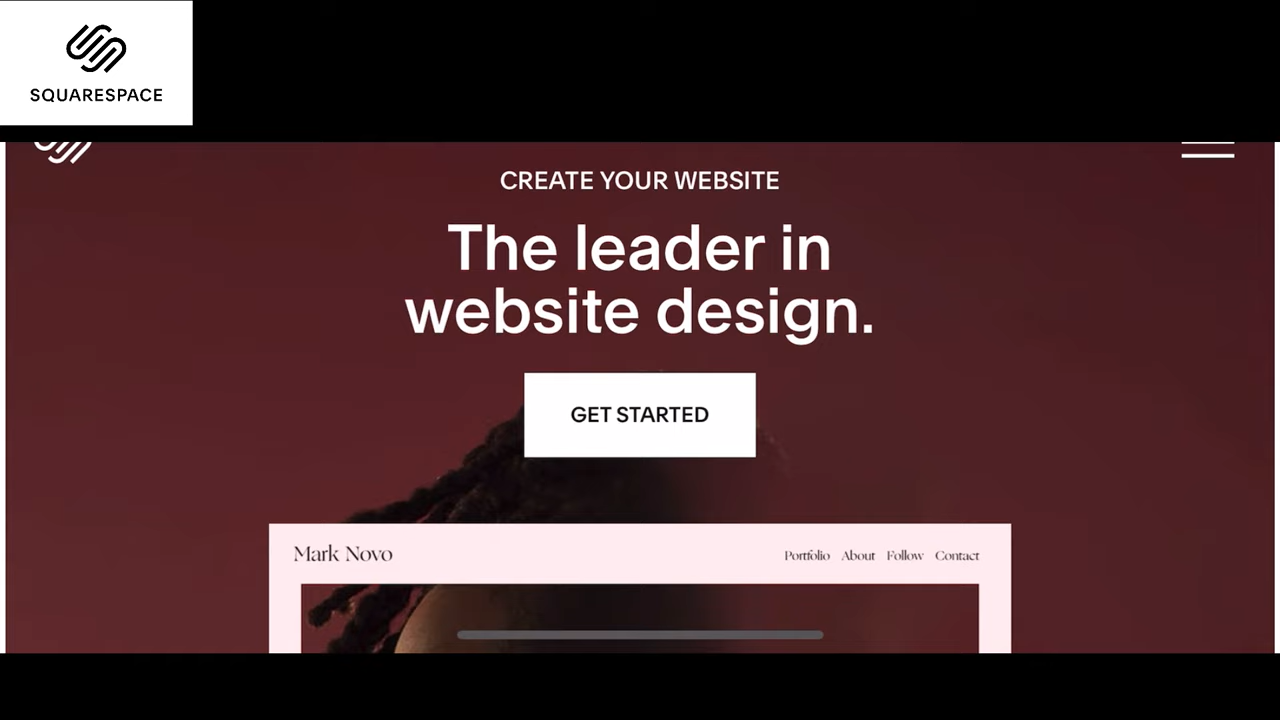 SQUARESPACE
CREATE YOUR WEBSITE
The leader in
website design.
GET STARTED
Mark Novo
Portfolio About Follow Contact